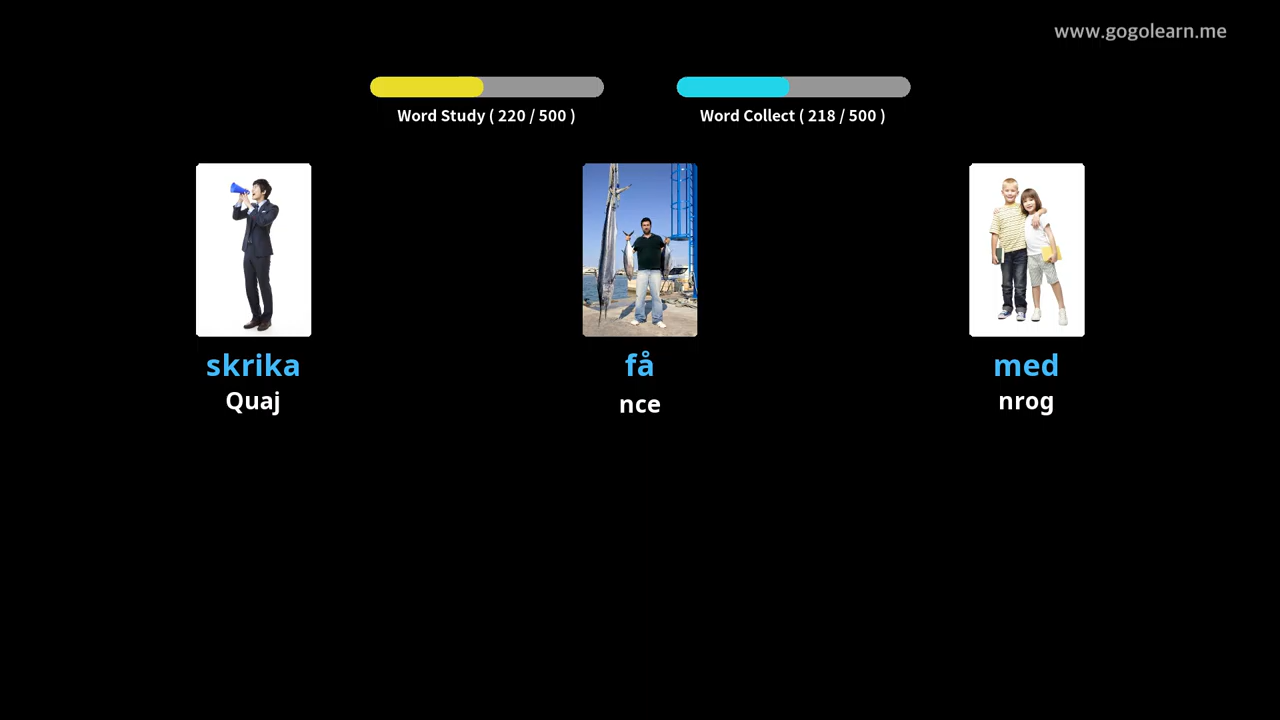 www.gogolearn.me
Word Study ( 220 / 500 )
Word Collect ( 218 / 500 )
skrika
Quaj
få
nce
med
nrog